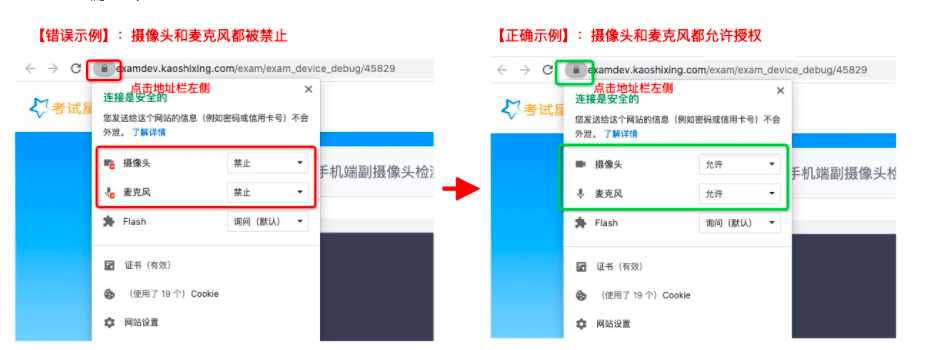 【错误示例】：摄像头和麦克风都被禁止
examdev.kaoshixing.com/exam/exam_device_debug/45829
点击地址栏左侧
连接是安全的
考试星
您发送给这个网站的信息（例如密码或信用卡号）不会
外泄。 了解详情
摄像头 禁止
手机端副摄像头检测
麦克风 禁止
Flash 询问（默认）
证书（有效）
（使用了 19 个）Cookie
网站设置
【正确示例】：摄像头和麦克风都允许授权
examdev.kaoshixing.com/exam/exam_device_debug/45829
点击地址栏左侧
连接是安全的
考试星
您发送给这个网站的信息（例如密码或信用卡号）不会
外泄。 了解详情
摄像头 允许
手机端副摄像头检
麦克风 允许
Flash 询问（默认）
证书（有效）
（使用了 19 个）Cookie
网站设置